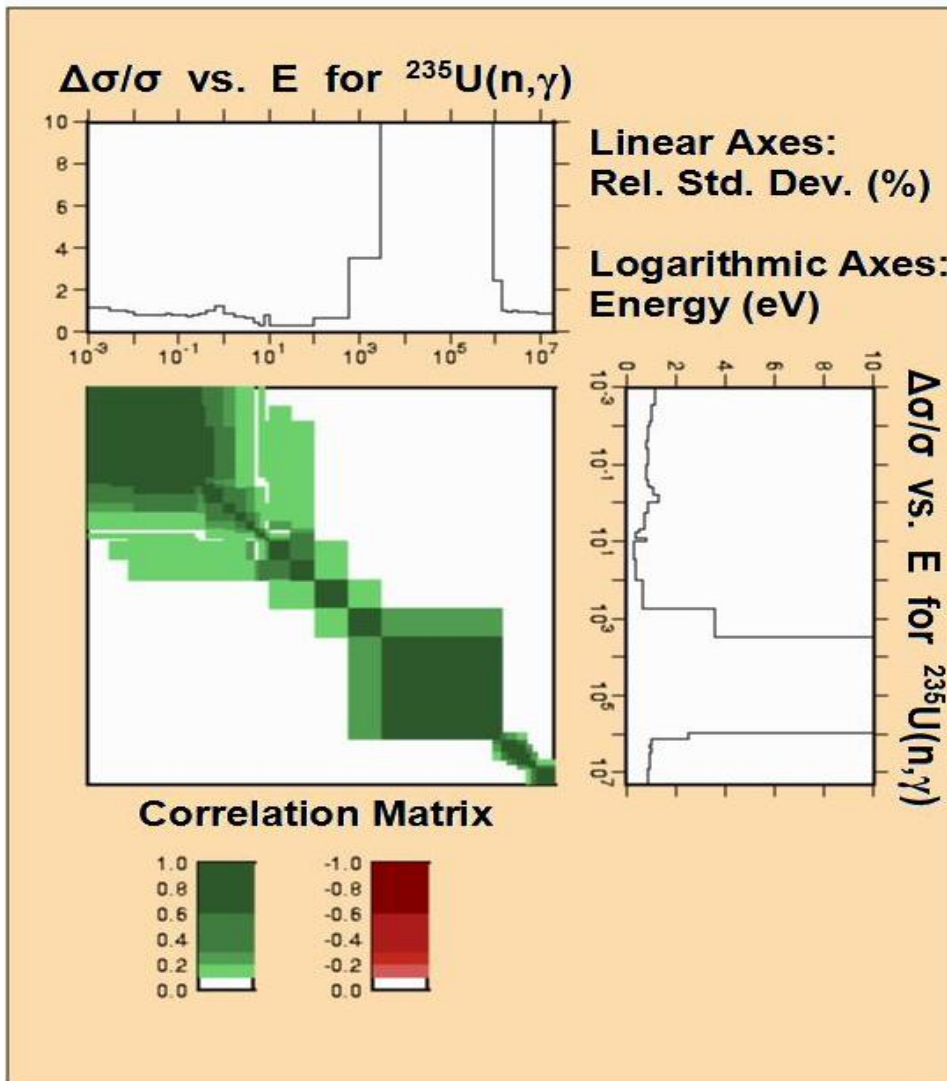 Δσ/σ vs. E for ²³⁵U(n,γ)
10
8
6
4
2
0
10⁻³ 10⁻¹ 10¹ 10³ 10⁵ 10⁷
Linear Axes:
Rel. Std. Dev. (%)
Logarithmic Axes:
Energy (eV)
0 2 4 6 8 10
10⁻³
10⁻¹
10¹
10³
10⁵
10⁷
Δσ/σ vs. E for ²³⁵U(n,γ)
Correlation Matrix
1.0
0.8
0.6
0.4
0.2
0.0
-1.0
-0.8
-0.6
-0.4
-0.2
0.0